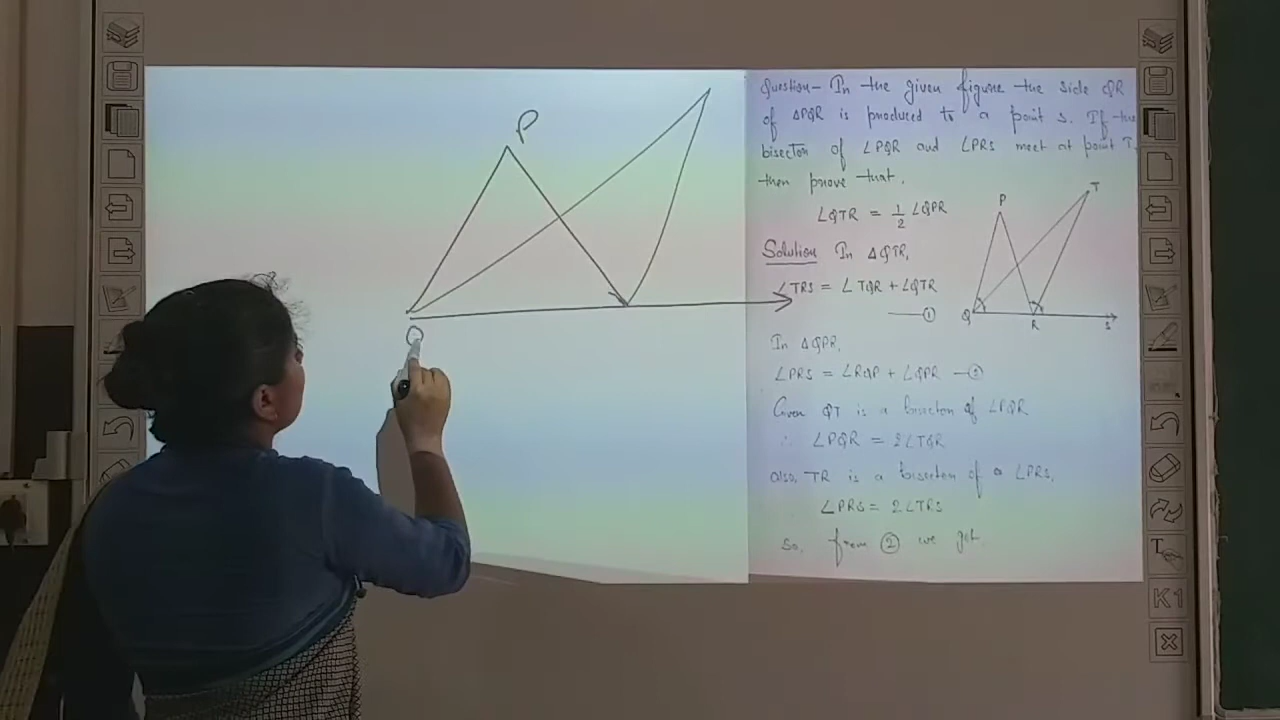 P
Q
Question- In the given figure the side QR
of ΔPQR is produced to a point s. If the
bisector of ∠PQR and ∠PRS meet at point T.
then prove that.
∠QTR = 1/2 ∠QPR
Solution In ΔQTR,
∠TRS = ∠TQR + ∠QTR
—①
P
T
Q
R
S
In ΔQPR,
∠PRS = ∠RQP + ∠QPR —②
Given QT is a bisector of ∠PQR
∴ ∠PQR = 2∠TQR
also, TR is a bisector of a ∠PRS,
∠PRS = 2∠TRS
So, from ② we get
T
K1